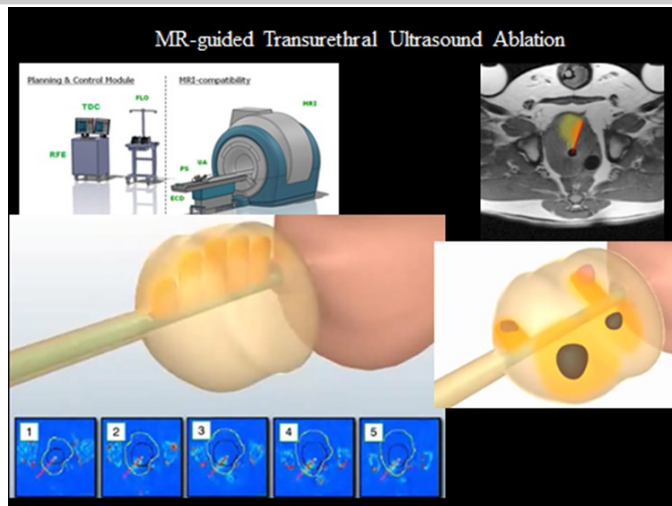 MR-guided Transurethral Ultrasound Ablation
Planning & Control Module
MRI-compatibility
FLO
TDC
MRI
RFE
PS
UA
ECD
1
2
3
4
5